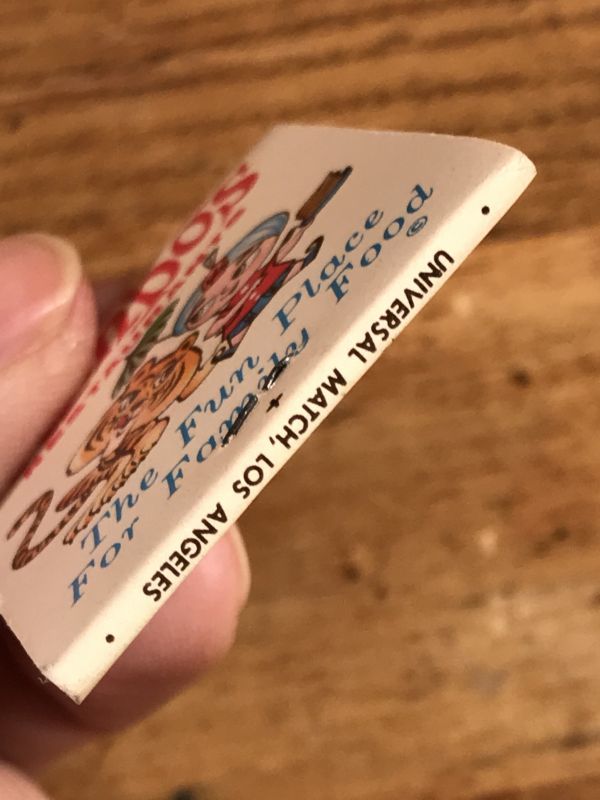 The Fun Place
For Family Food®
UNIVERSAL MATCH, LOS ANGELES